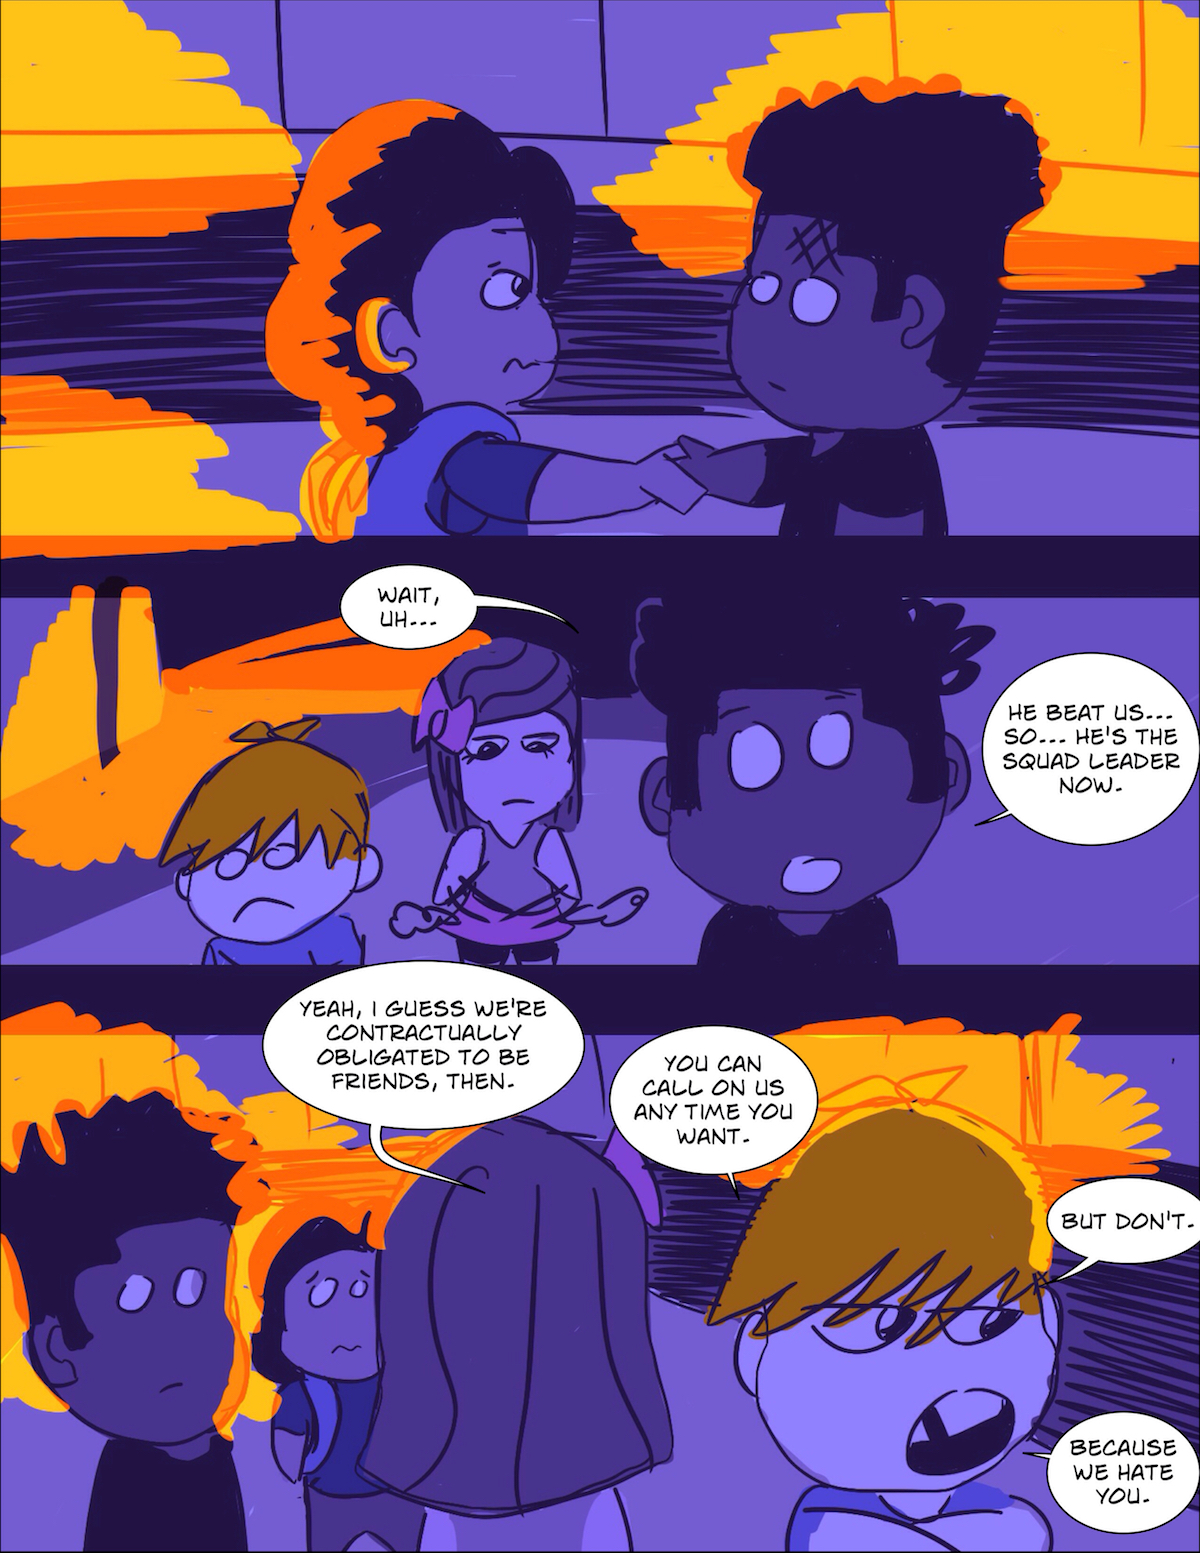 WAIT,
UH...
HE BEAT US...
SO... HE'S THE
SQUAD LEADER
NOW.
YEAH, I GUESS WE'RE
CONTRACTUALLY
OBLIGATED TO BE
FRIENDS, THEN.
YOU CAN
CALL ON US
ANY TIME YOU
WANT.
BUT DON'T.
BECAUSE
WE HATE
YOU.